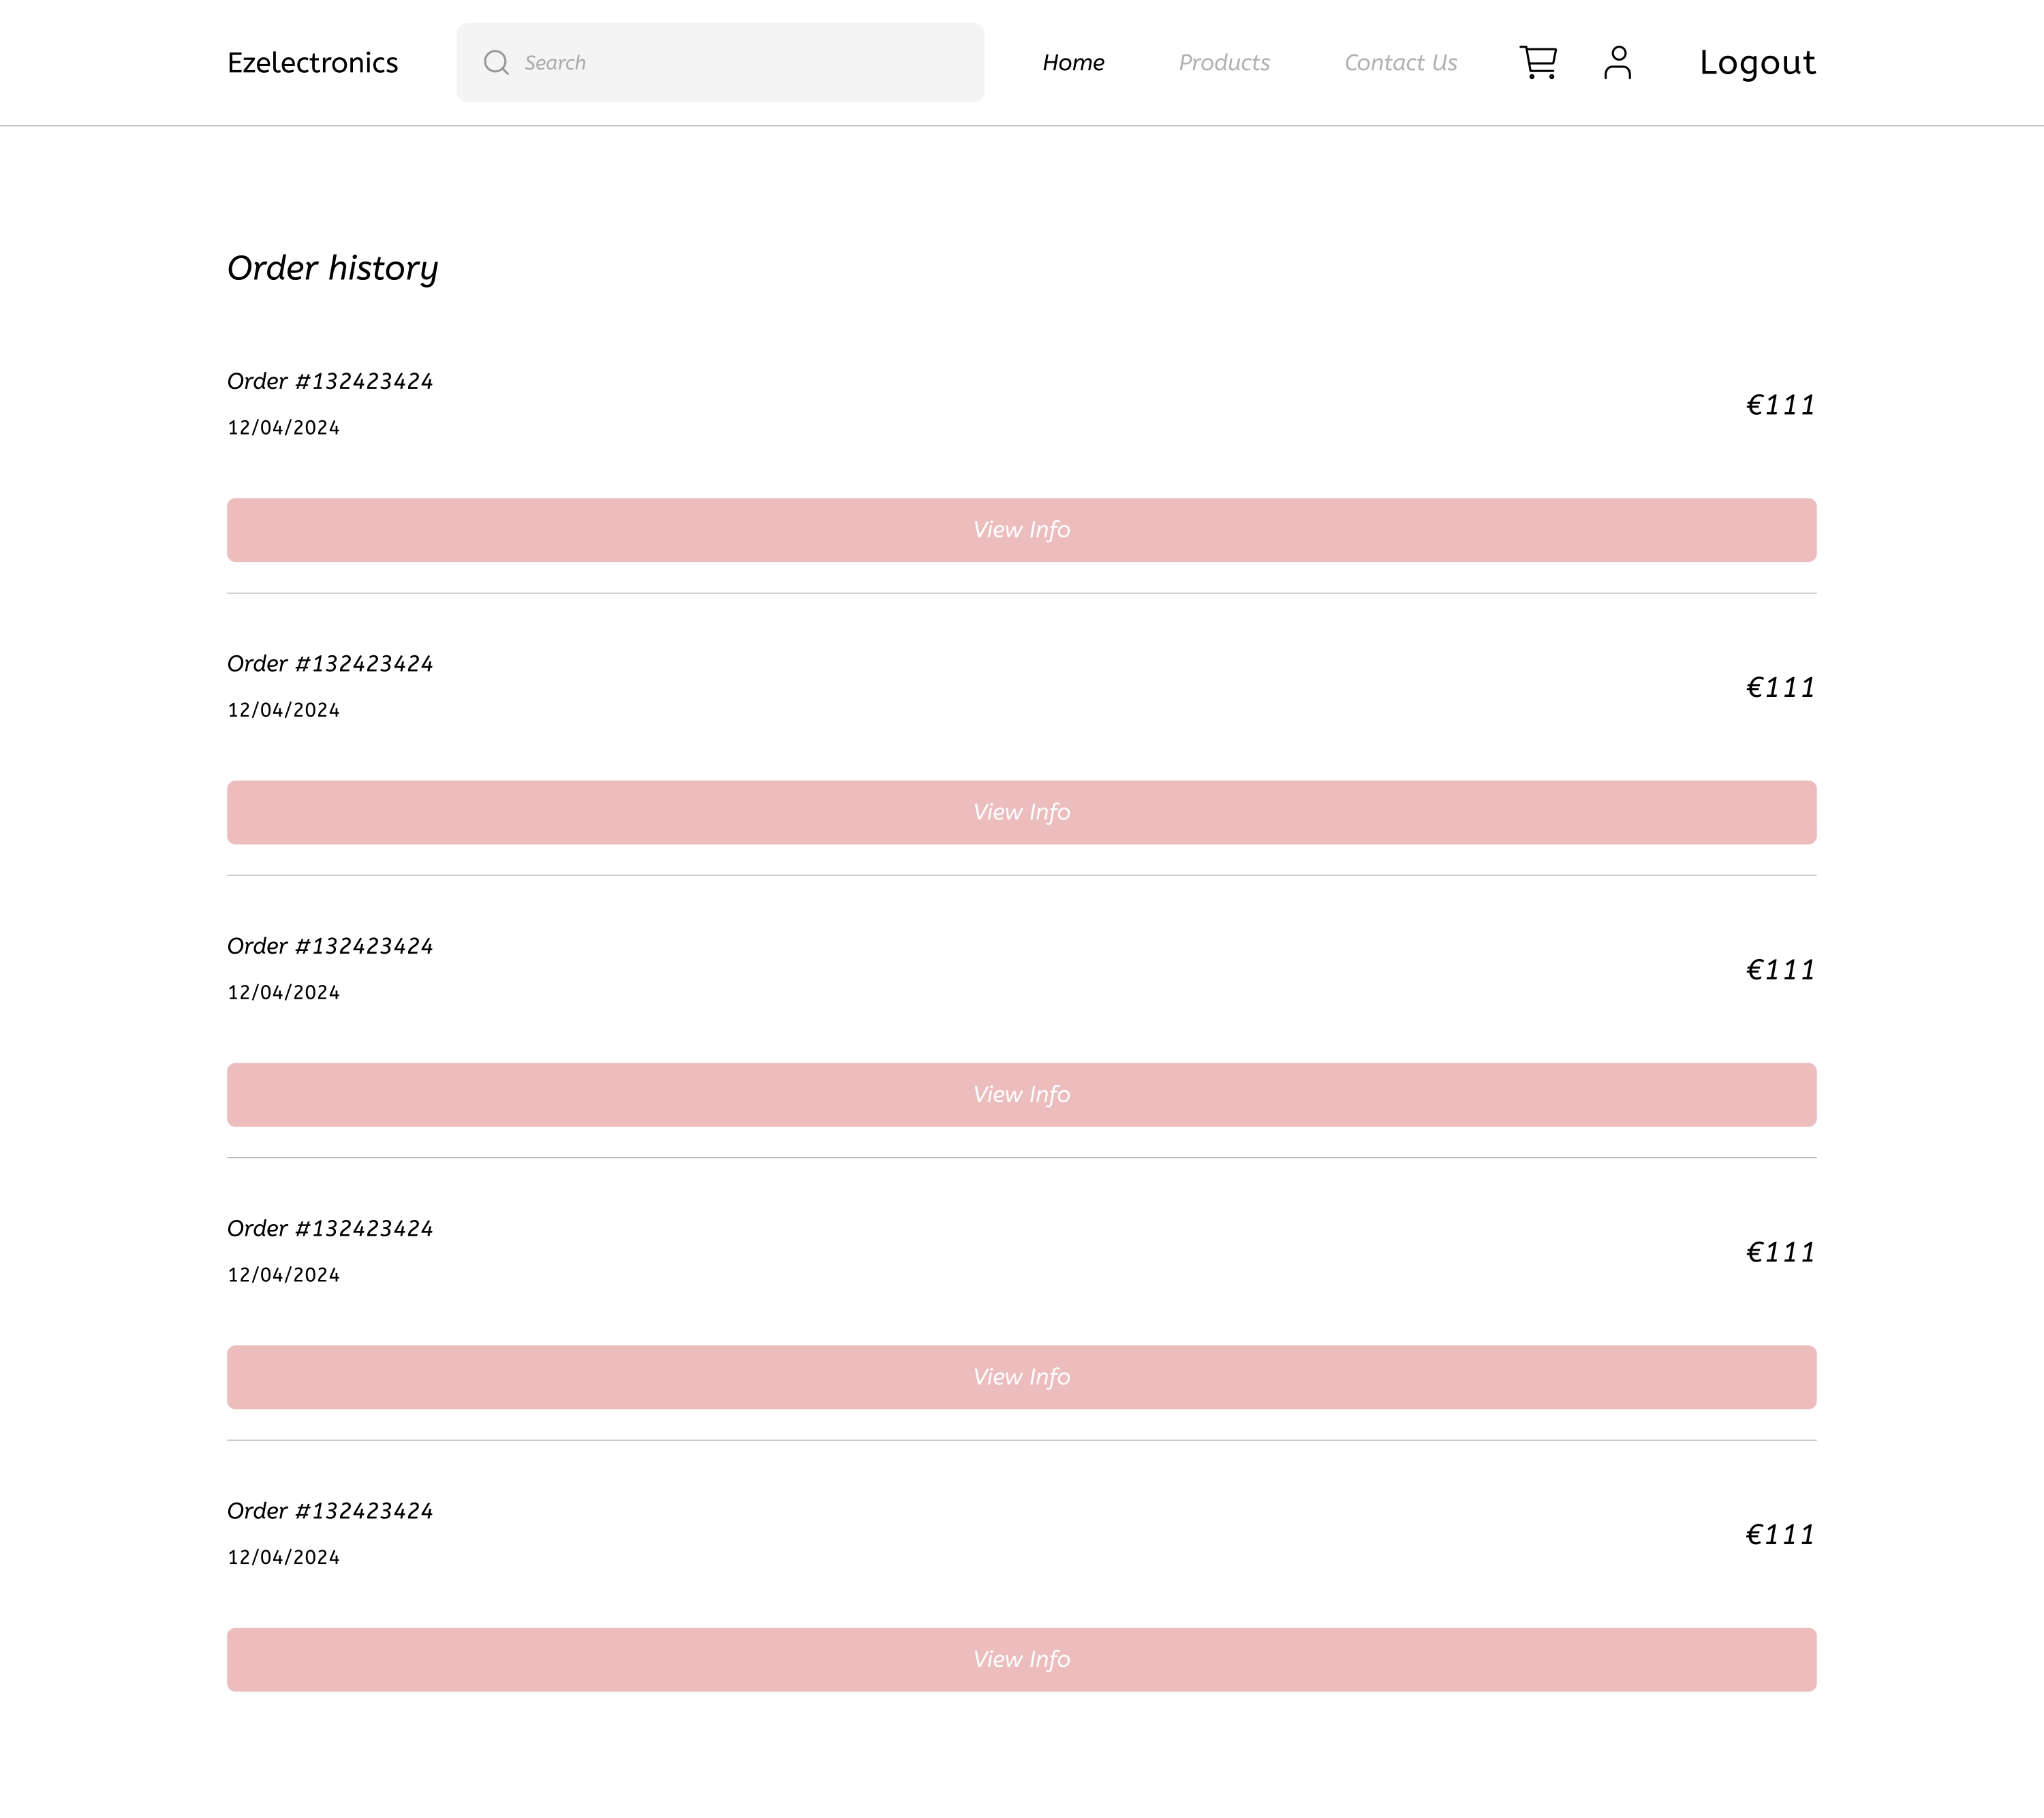 Ezelectronics Search Home Products Contact Us Logout
Order history
Order #132423424
€111
12/04/2024
View Info
Order #132423424
€111
12/04/2024
View Info
Order #132423424
€111
12/04/2024
View Info
Order #132423424
€111
12/04/2024
View Info
Order #132423424
€111
12/04/2024
View Info